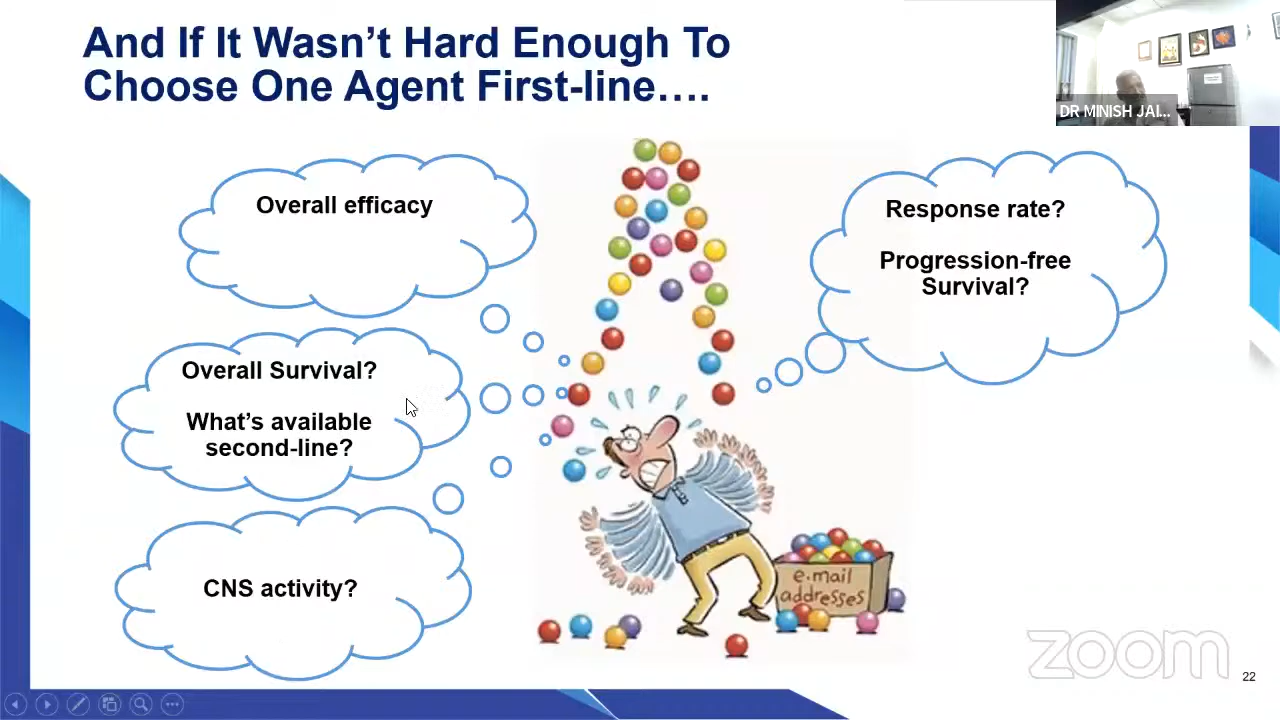 And If It Wasn’t Hard Enough To
Choose One Agent First-line….
DR MINISH JAI...
Overall efficacy
Response rate?
Progression-free
Survival?
Overall Survival?
What’s available
second-line?
CNS activity?
e.mail
addresses
zoom
22